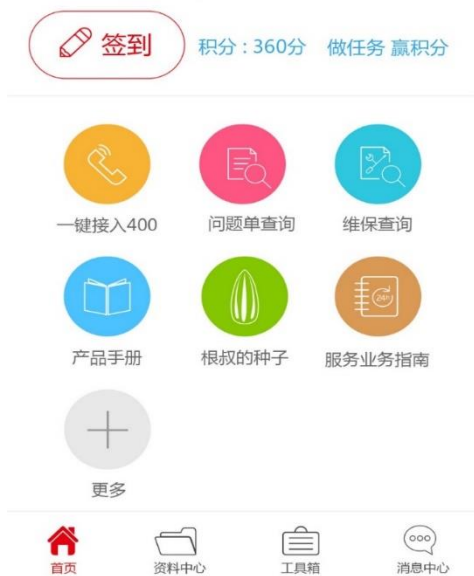 签到 积分：360分 做任务 赢积分
一键接入400 问题单查询 维保查询
24h
产品手册 根叔的种子 服务业务指南
更多
首页 资料中心 工具箱 消息中心